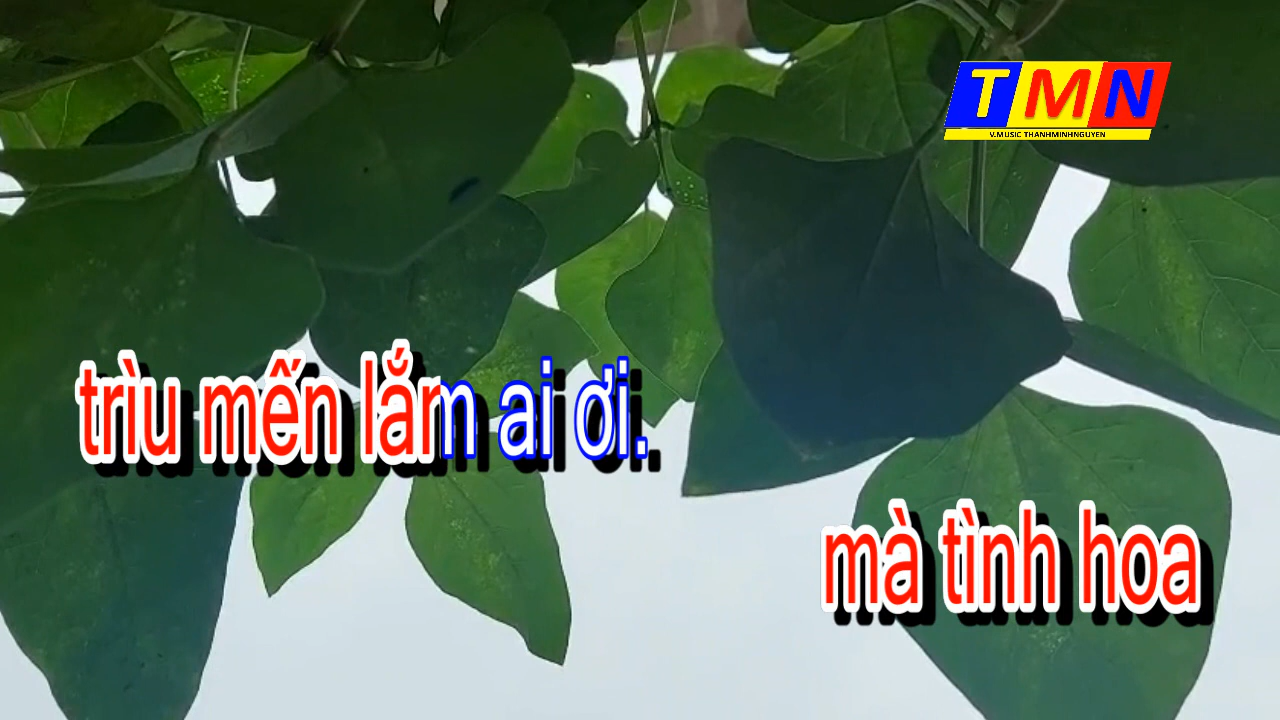 TMN
V.MUSIC THANHMINHNGUYEN
trìu mến lắm ai ơi.
mà tình hoa